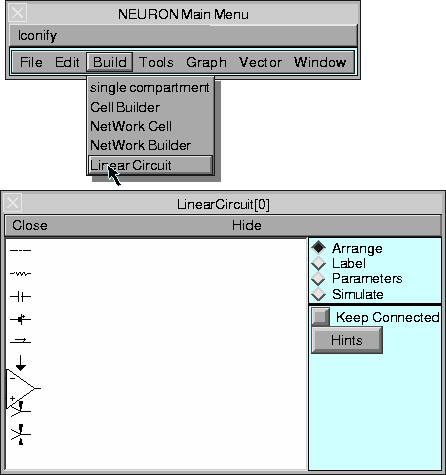 NEURON Main Menu
Iconify
File Edit Build Tools Graph Vector Window
single compartment
Cell Builder
NetWork Cell
NetWork Builder
Linear Circuit
LinearCircuit[0]
Close Hide
Arrange
Label
Parameters
Simulate
Keep Connected
Hints